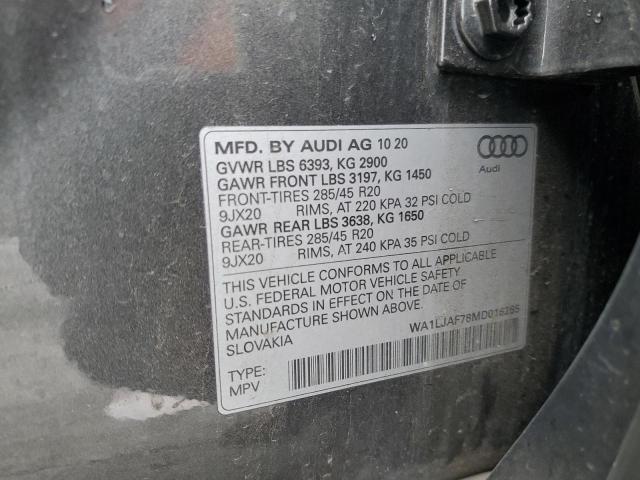 MFD. BY AUDI AG 10 20
GVWR LBS 6393, KG 2900
GAWR FRONT LBS 3197, KG 1450
FRONT-TIRES 285/45 R20
9JX20 RIMS, AT 220 KPA 32 PSI COLD
GAWR REAR LBS 3638, KG 1650
REAR-TIRES 285/45 R20
9JX20 RIMS, AT 240 KPA 35 PSI COLD
Audi
THIS VEHICLE CONFORMS TO ALL APPLICABLE
U.S. FEDERAL MOTOR VEHICLE SAFETY
STANDARDS IN EFFECT ON THE DATE OF
MANUFACTURE SHOWN ABOVE.
SLOVAKIA
WA1LJAF78MD016265
TYPE:
MPV